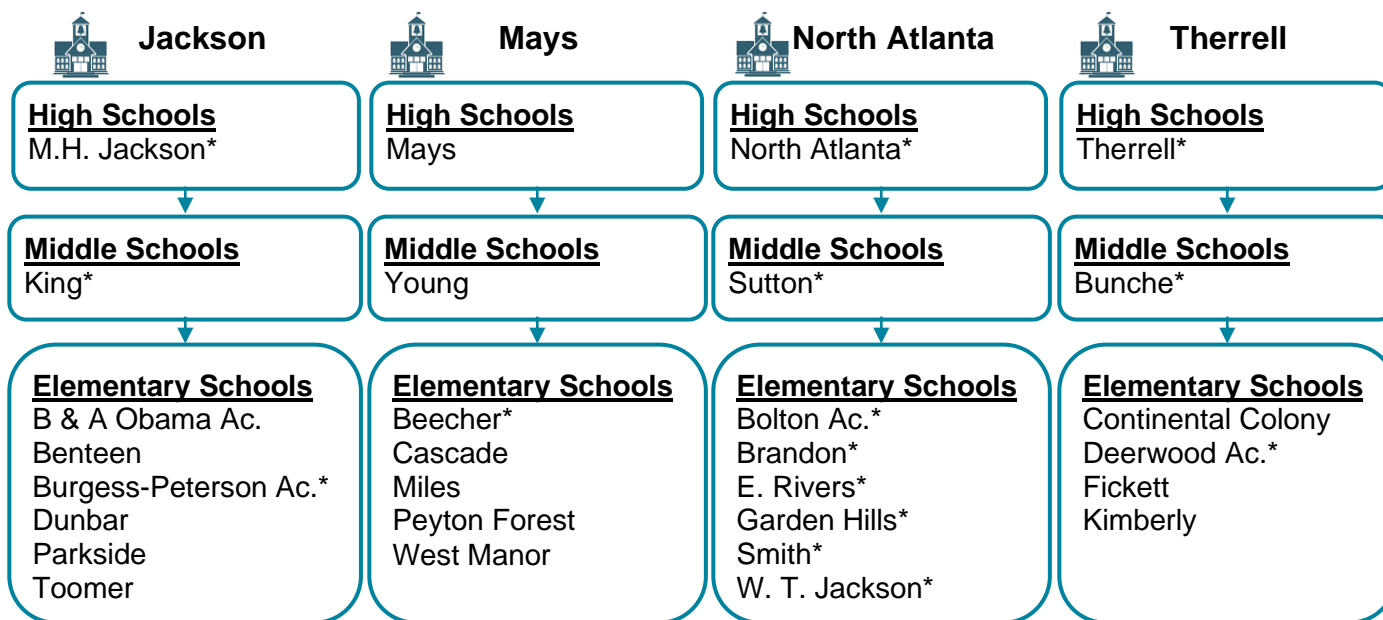 Jackson
High Schools
M.H. Jackson*
Middle Schools
King*
Elementary Schools
B & A Obama Ac.
Benteen
Burgess-Peterson Ac.*
Dunbar
Parkside
Toomer
Mays
High Schools
Mays
Middle Schools
Young
Elementary Schools
Beecher*
Cascade
Miles
Peyton Forest
West Manor
North Atlanta
High Schools
North Atlanta*
Middle Schools
Sutton*
Elementary Schools
Bolton Ac.*
Brandon*
E. Rivers*
Garden Hills*
Smith*
W. T. Jackson*
Therrell
High Schools
Therrell*
Middle Schools
Bunche*
Elementary Schools
Continental Colony
Deerwood Ac.*
Fickett
Kimberly